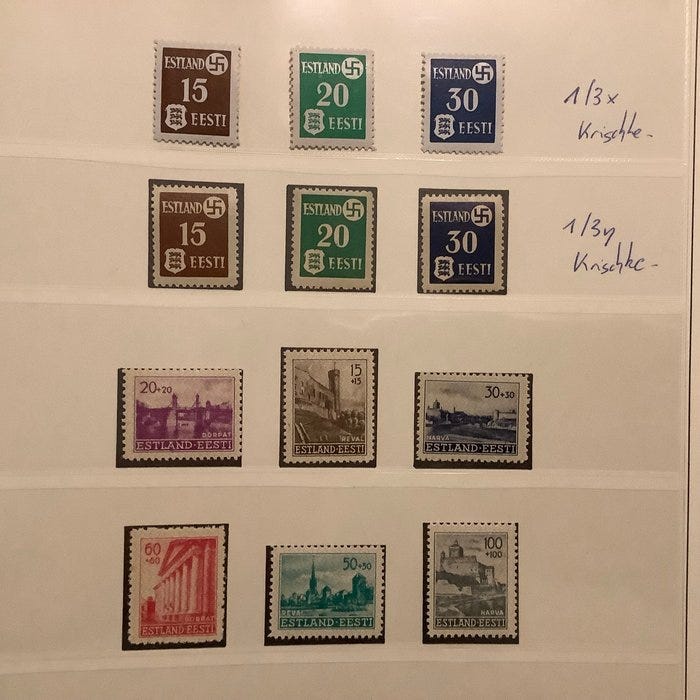 ESTLAND
15
EESTI
ESTLAND
20
EESTI
ESTLAND
30
EESTI
1/3x
Krischke-
ESTLAND
15
EESTI
ESTLAND
20
EESTI
ESTLAND
30
EESTI
1/3y
Krischke-
20+20
DORPAT
ESTLAND·EESTI
15
+15
REVAL
ESTLAND·EESTI
30+30
NARVA
ESTLAND·EESTI
60
+60
DORPAT
ESTLAND·EESTI
50+50
REVAL
ESTLAND·EESTI
100
+100
NARVA
ESTLAND·EESTI